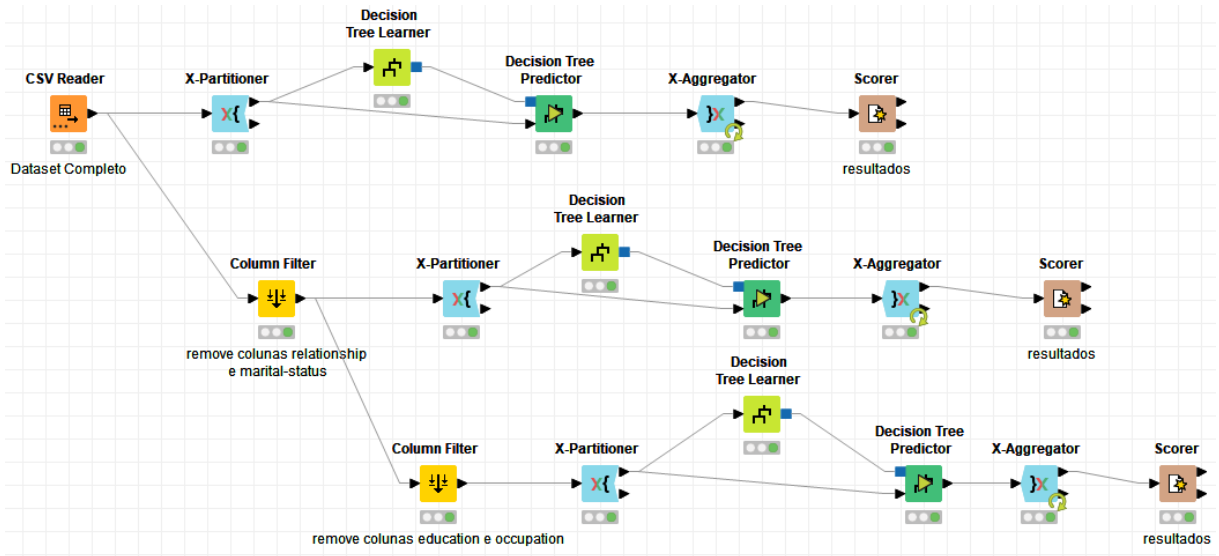 Decision
Tree Learner
CSV Reader
X-Partitioner
Decision Tree
Predictor
X-Aggregator
Scorer
Dataset Completo
resultados
Decision
Tree Learner
Column Filter
X-Partitioner
Decision Tree
Predictor
X-Aggregator
Scorer
remove colunas relationship
e marital-status
resultados
Decision
Tree Learner
Column Filter
X-Partitioner
Decision Tree
Predictor
X-Aggregator
Scorer
remove colunas education e occupation
resultados